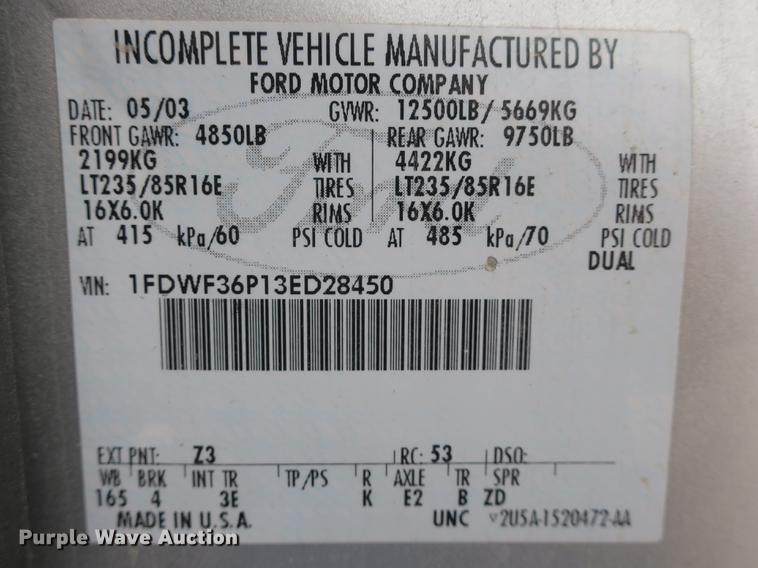 INCOMPLETE VEHICLE MANUFACTURED BY
FORD MOTOR COMPANY
DATE: 05/03 GVWR: 12500LB/ 5669KG
FRONT GAWR: 4850LB REAR GAWR: 9750LB
2199KG WITH 4422KG WITH
LT235/85R16E TIRES LT235/85R16E TIRES
16X6.0K RIMS 16X6.0K RIMS
AT 415 kPa/60 PSI COLD AT 485 kPa/70 PSI COLD
DUAL
VIN: 1FDWF36P13ED28450
EXT PNT: Z3 RC: 53 DSO:
WB BRK INT TR TP/PS R AXLE TR SPR
165 4 3E K E2 B ZD
MADE IN U.S.A. UNC 2U5A-1520472-AA
Ford
Purple Wave Auction